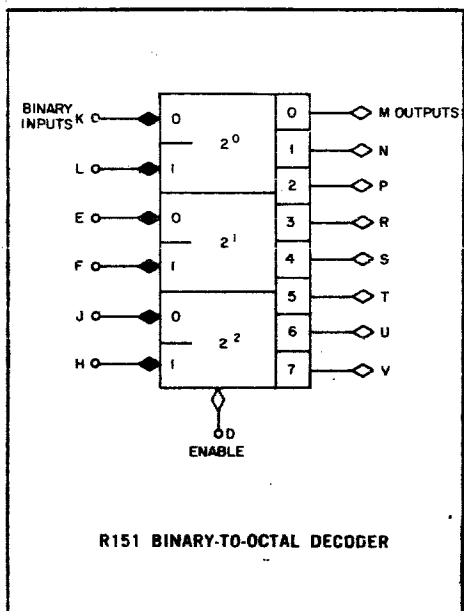 BINARY
INPUTS K
0
0
M OUTPUTS
2⁰
1
N
L
1
2
P
E
0
3
R
2¹
4
S
F
1
5
T
J
0
6
U
2²
H
1
7
V
D
ENABLE
R151 BINARY-TO-OCTAL DECODER